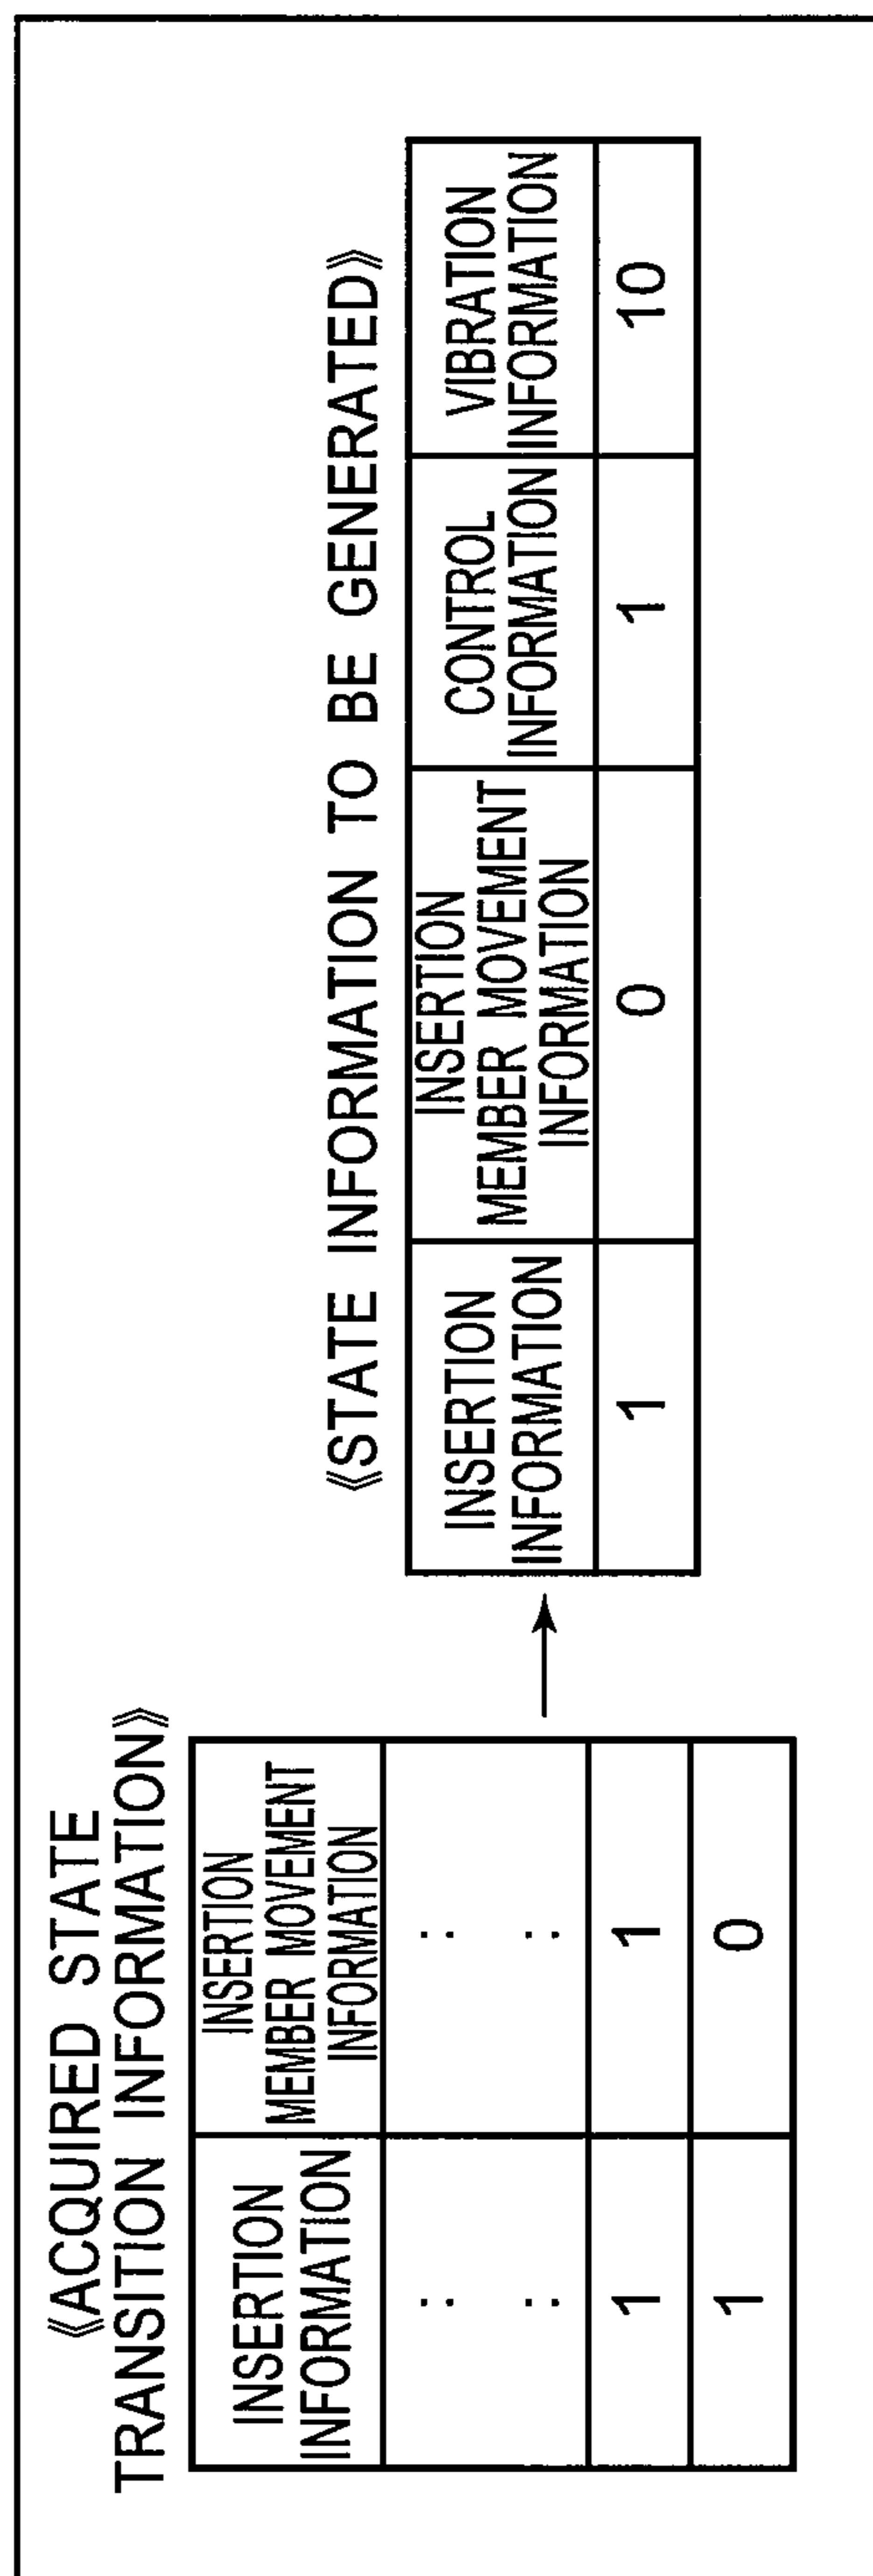 《ACQUIRED STATE
TRANSITION INFORMATION》
INSERTION
INFORMATION
INSERTION
MEMBER MOVEMENT
INFORMATION
: :
: :
1 1
1 0
《STATE INFORMATION TO BE GENERATED》
INSERTION
INFORMATION
INSERTION
MEMBER MOVEMENT
INFORMATION
CONTROL
INFORMATION
VIBRATION
INFORMATION
1 0 1 10